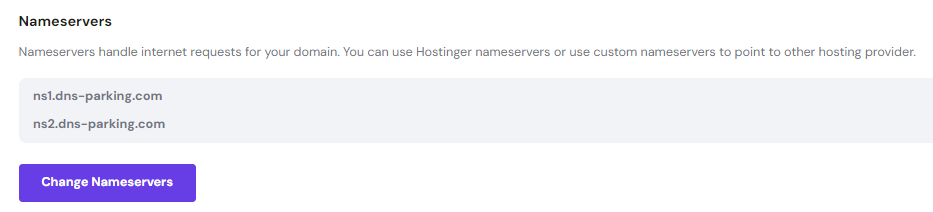 Nameservers
Nameservers handle internet requests for your domain. You can use Hostinger nameservers or use custom nameservers to point to other hosting provider.
ns1.dns-parking.com
ns2.dns-parking.com
Change Nameservers